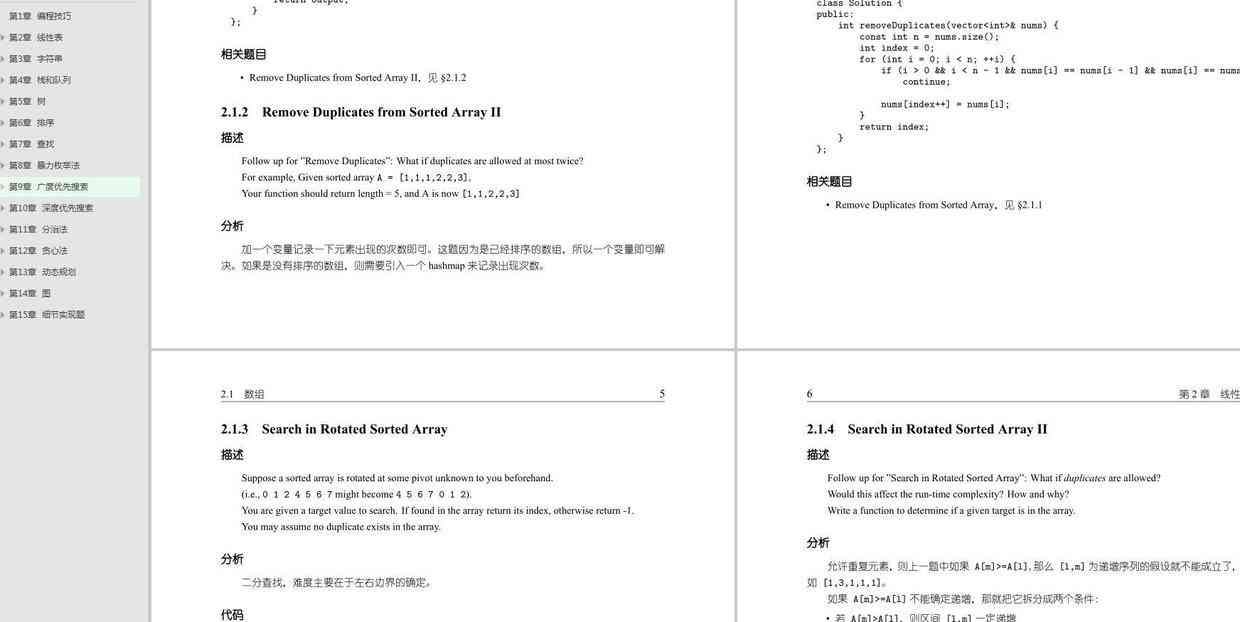 第1章 编程技巧
第2章 线性表
第3章 字符串
第4章 栈和队列
第5章 树
第6章 排序
第7章 查找
第8章 暴力枚举法
第9章 广度优先搜索
第10章 深度优先搜索
第11章 分治法
第12章 贪心法
第13章 动态规划
第14章 图
第15章 细节实现题
return output;
}
};
相关题目
• Remove Duplicates from Sorted Array II，见 §2.1.2
2.1.2 Remove Duplicates from Sorted Array II
描述
Follow up for ”Remove Duplicates”: What if duplicates are allowed at most twice?
For example, Given sorted array A = [1,1,1,2,2,3],
Your function should return length = 5, and A is now [1,1,2,2,3]
分析
加一个变量记录一下元素出现的次数即可。这题因为是已经排序的数组，所以一个变量即可解
决。如果是没有排序的数组，则需要引入一个 hashmap 来记录出现次数。
class Solution {
public:
int removeDuplicates(vector<int>& nums) {
const int n = nums.size();
int index = 0;
for (int i = 0; i < n; ++i) {
if (i > 0 && i < n - 1 && nums[i] == nums[i - 1] && nums[i] == nums
continue;
nums[index++] = nums[i];
}
return index;
}
};
相关题目
• Remove Duplicates from Sorted Array，见 §2.1.1
2.1 数组 5
2.1.3 Search in Rotated Sorted Array
描述
Suppose a sorted array is rotated at some pivot unknown to you beforehand.
(i.e., 0 1 2 4 5 6 7 might become 4 5 6 7 0 1 2).
You are given a target value to search. If found in the array return its index, otherwise return -1.
You may assume no duplicate exists in the array.
分析
二分查找，难度主要在于左右边界的确定。
代码
6 第 2 章 线性
2.1.4 Search in Rotated Sorted Array II
描述
Follow up for ”Search in Rotated Sorted Array”: What if duplicates are allowed?
Would this affect the run-time complexity? How and why?
Write a function to determine if a given target is in the array.
分析
允许重复元素，则上一题中如果 A[m]>=A[l],那么 [l,m] 为递增序列的假设就不能成立了，
如 [1,3,1,1,1]。
如果 A[m]>=A[l] 不能确定递增，那就把它拆分成两个条件：
• 若 A[m]>A[l]，则区间 [l,m] 一定递增